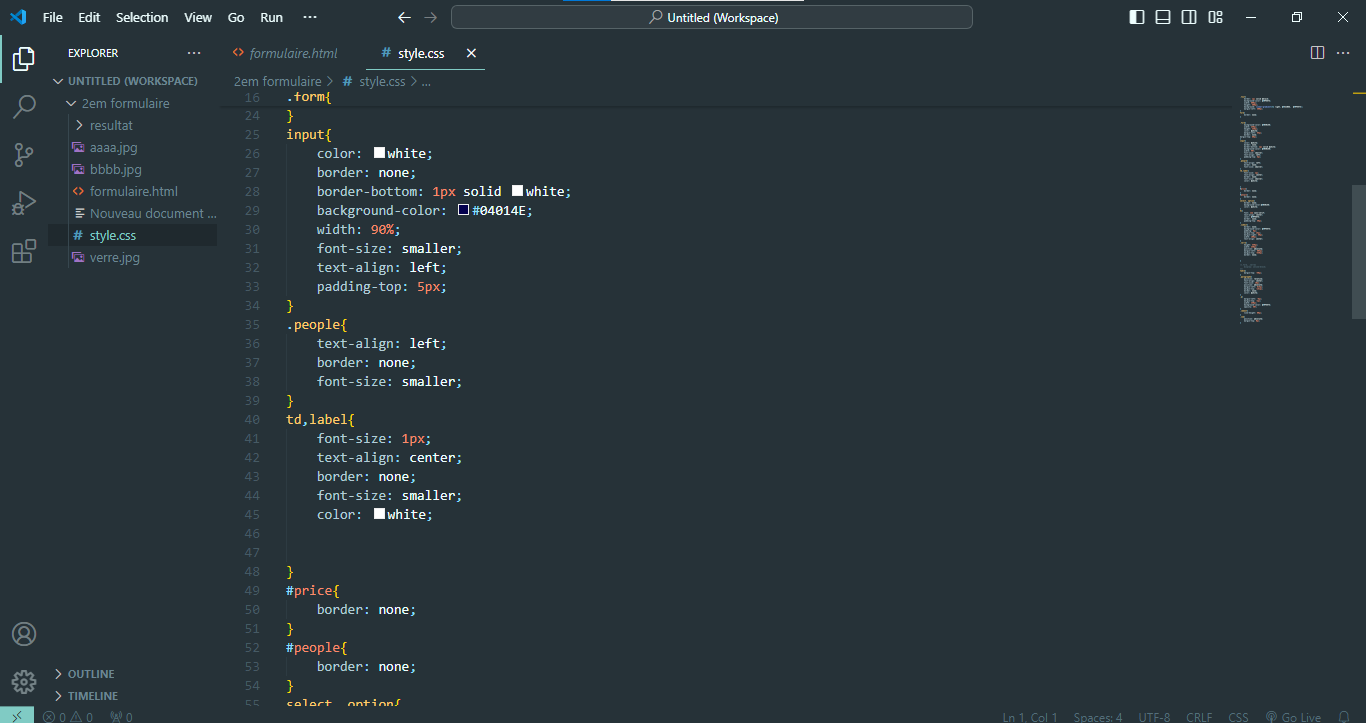 File Edit Selection View Go Run ··· Untitled (Workspace)
EXPLORER ···
UNTITLED (WORKSPACE)
2em formulaire
resultat
aaaa.jpg
bbbb.jpg
formulaire.html
Nouveau document ...
style.css
verre.jpg
OUTLINE
TIMELINE
formulaire.html # style.css
2em formulaire > # style.css > ...
16 .form{
24 }
25 input{
26 color: white;
27 border: none;
28 border-bottom: 1px solid white;
29 background-color: #04014E;
30 width: 90%;
31 font-size: smaller;
32 text-align: left;
33 padding-top: 5px;
34 }
35 .people{
36 text-align: left;
37 border: none;
38 font-size: smaller;
39 }
40 td,label{
41 font-size: 1px;
42 text-align: center;
43 border: none;
44 font-size: smaller;
45 color: white;
46
47
48 }
49 #price{
50 border: none;
51 }
52 #people{
53 border: none;
54 }
55 select, option{
0 0 0 Ln 1, Col 1 Spaces: 4 UTF-8 CRLF CSS Go Live